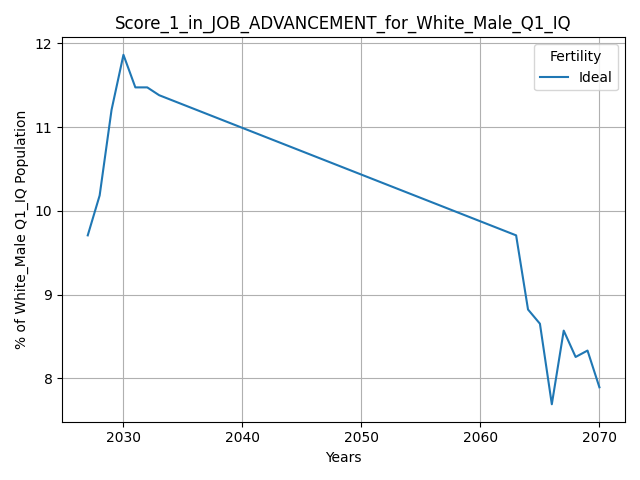 Score_1_in_JOB_ADVANCEMENT_for_White_Male_Q1_IQ
Fertility
Ideal
% of White_Male Q1_IQ Population
12
11
10
9
8
2030 2040 2050 2060 2070
Years